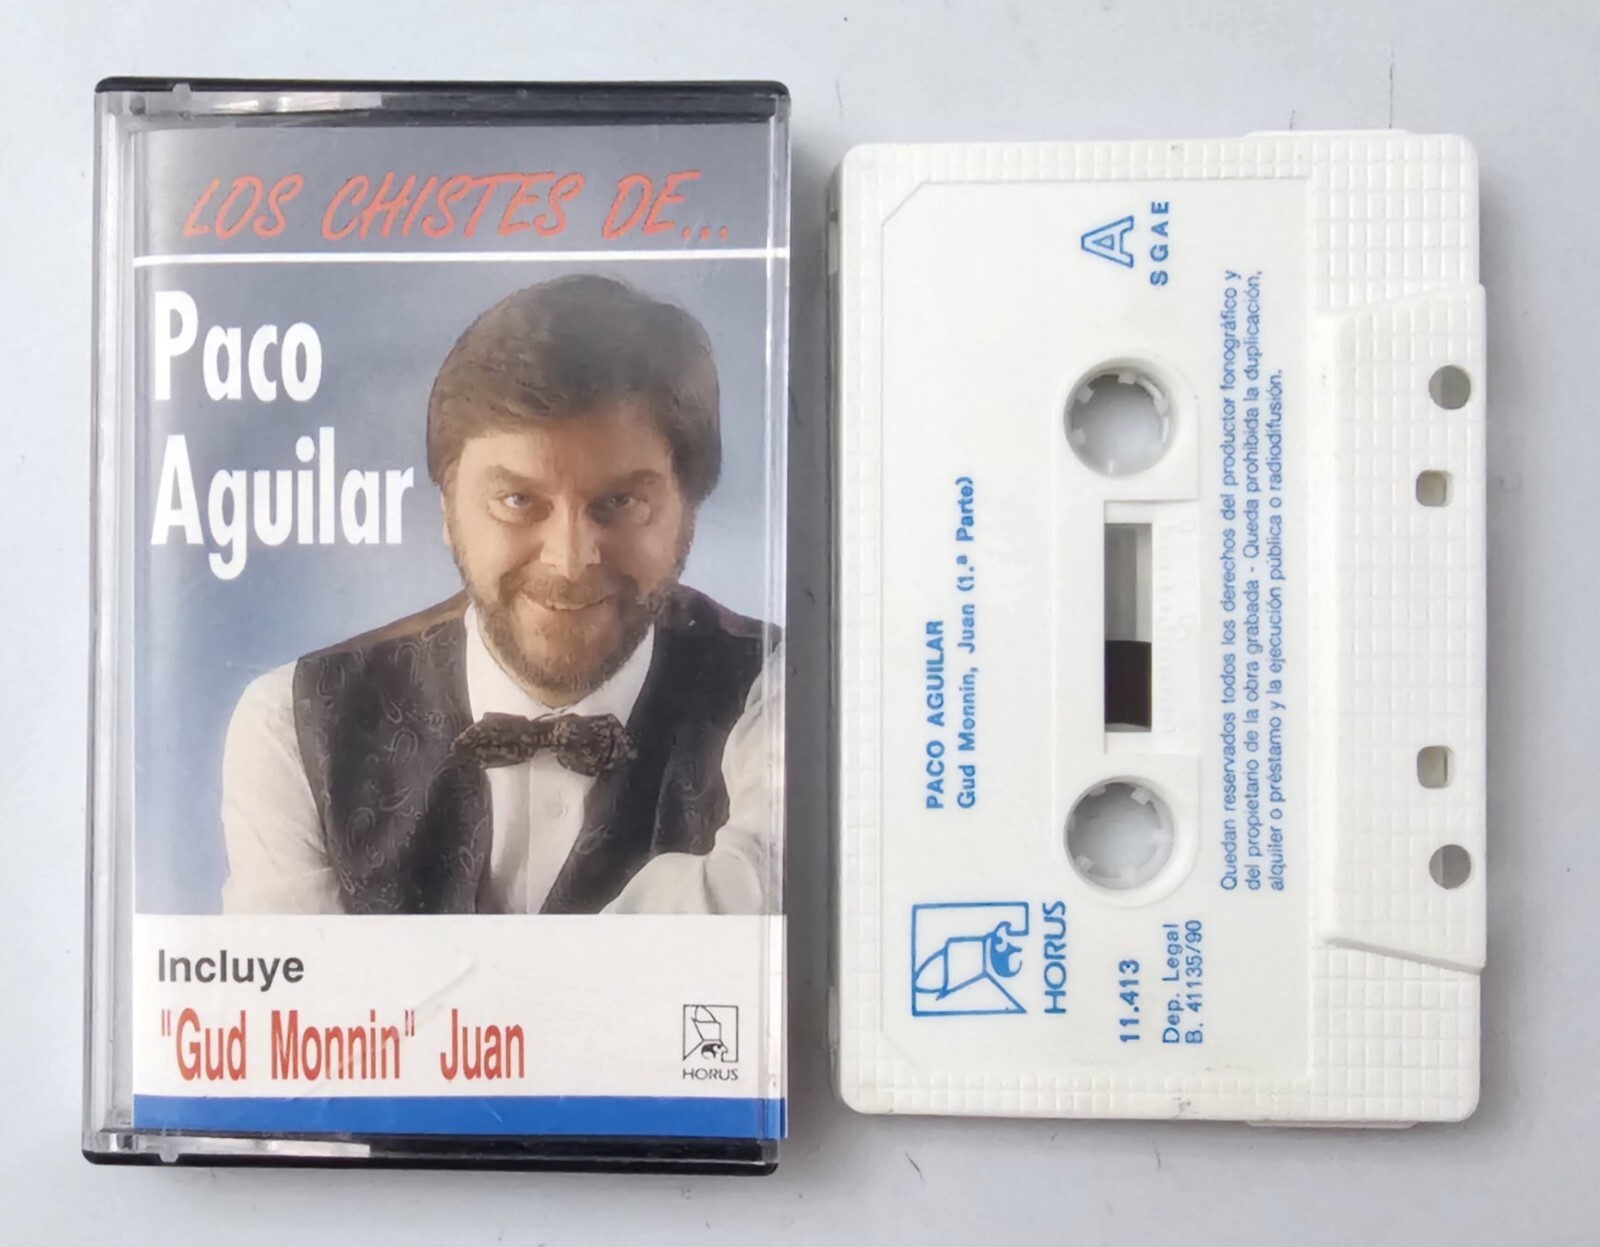 LOS CHISTES DE...
Paco
Aguilar
Incluye
"Gud Monnin" Juan
HORUS
PACO AGUILAR
Gud Monnin, Juan (1.ª Parte)
A
SGAE
HORUS
11.413
Dep. Legal
B. 41135/90
Quedan reservados todos los derechos del productor fonográfico y
del propietario de la obra grabada - Queda prohibida la duplicación,
alquiler o préstamo y la ejecución pública o radiodifusión.